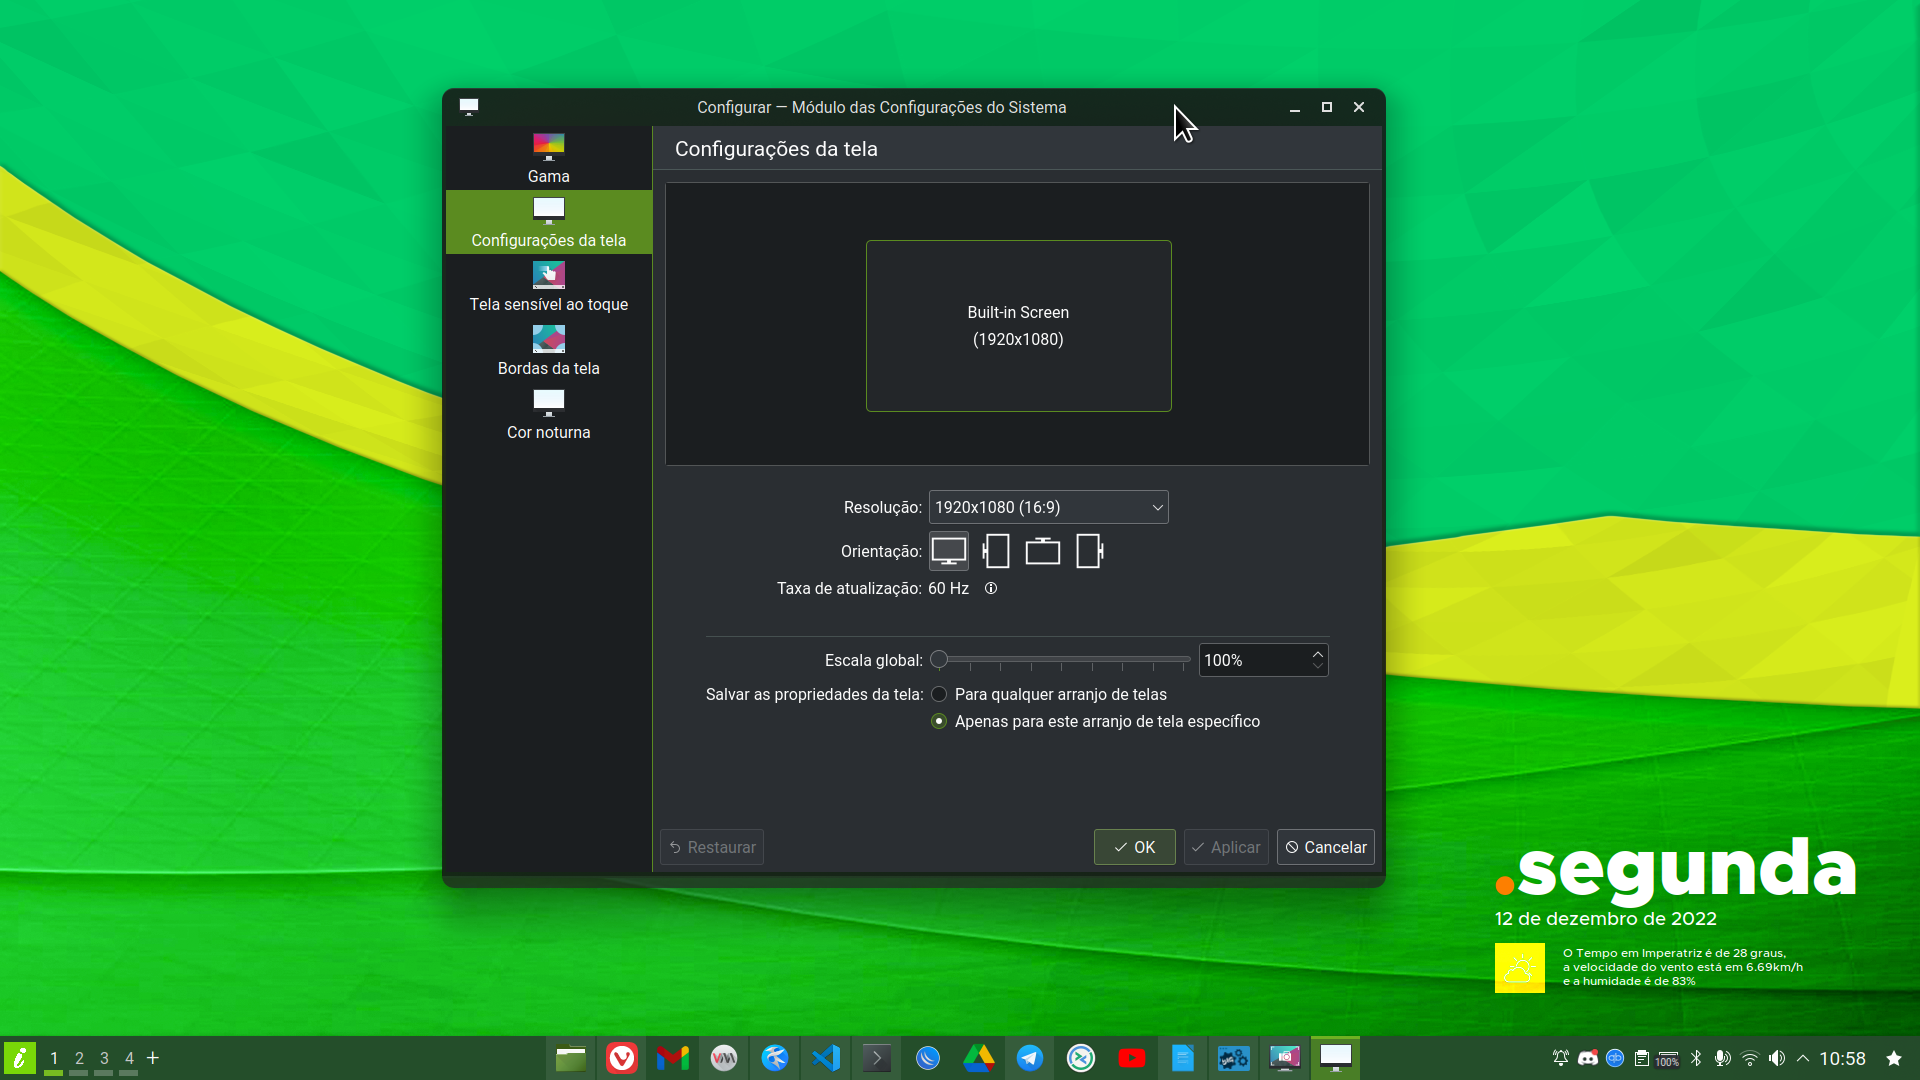 Configurar — Módulo das Configurações do Sistema
Gama
Configurações da tela
Tela sensível ao toque
Bordas da tela
Cor noturna
Configurações da tela
Built-in Screen
(1920x1080)
Resolução: 1920x1080 (16:9)
Orientação:
Taxa de atualização: 60 Hz
Escala global: 100%
Salvar as propriedades da tela: Para qualquer arranjo de telas
Apenas para este arranjo de tela específico
Restaurar OK Aplicar Cancelar
.segunda
12 de dezembro de 2022
O Tempo em Imperatriz é de 28 graus,
a velocidade do vento está em 6.69km/h
e a humidade é de 83%
1 2 3 4 + 100% 10:58